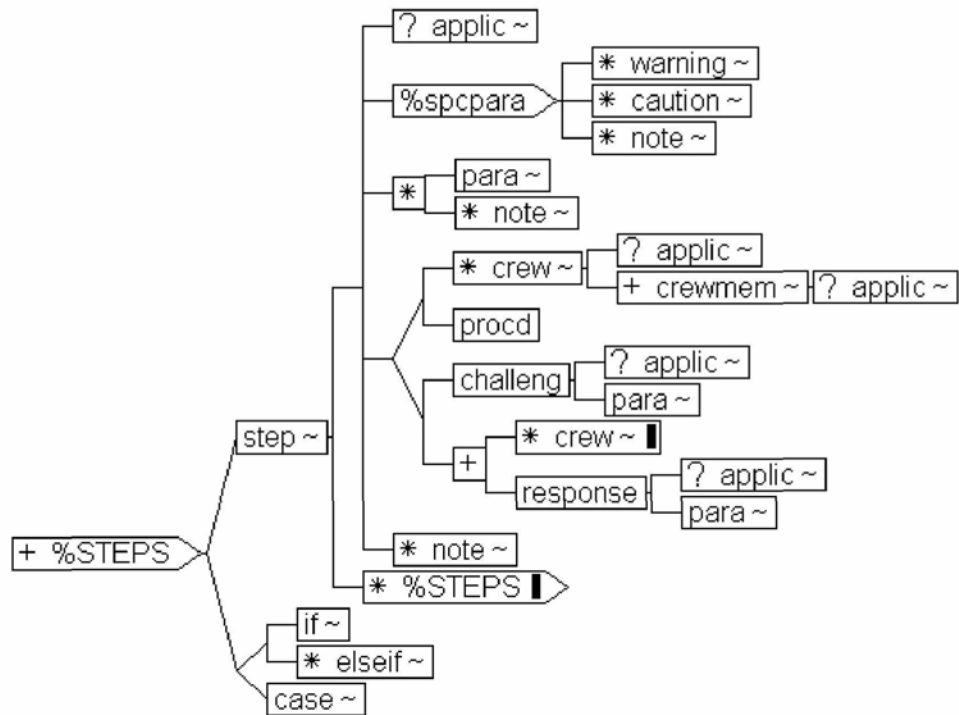 ? applic ~
* warning ~
%spcpara
* caution ~
* note ~
para ~
*
* note ~
? applic ~
* crew ~
+ crewmem ~
? applic ~
procd
? applic ~
challeng
para ~
step ~
* crew ~
+
? applic ~
response
para ~
+ %STEPS
* note ~
* %STEPS
if ~
* elseif ~
case ~